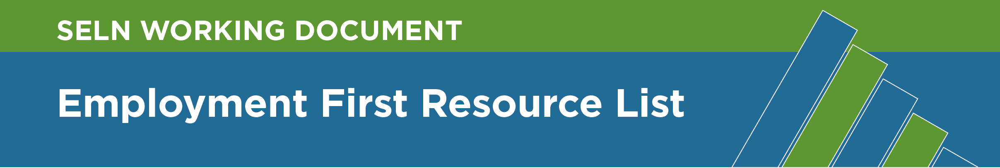 SELN WORKING DOCUMENT
Employment First Resource List